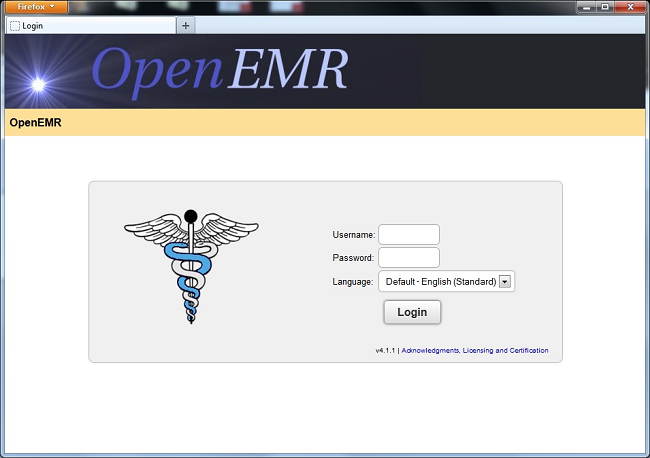 Firefox
Login
OpenEMR
OpenEMR
Username:
Password:
Language: Default - English (Standard)
Login
v4.1.1 | Acknowledgments, Licensing and Certification